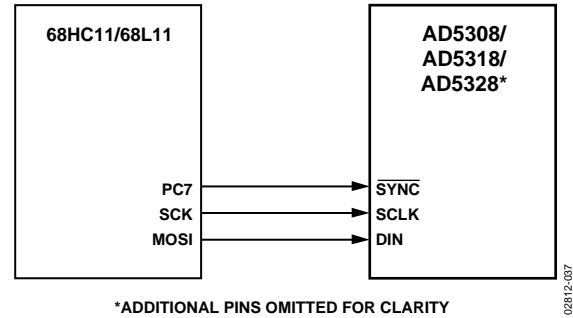 68HC11/68L11
AD5308/
AD5318/
AD5328*
PC7
SCK
MOSI
SYNC
SCLK
DIN
*ADDITIONAL PINS OMITTED FOR CLARITY
02812-037